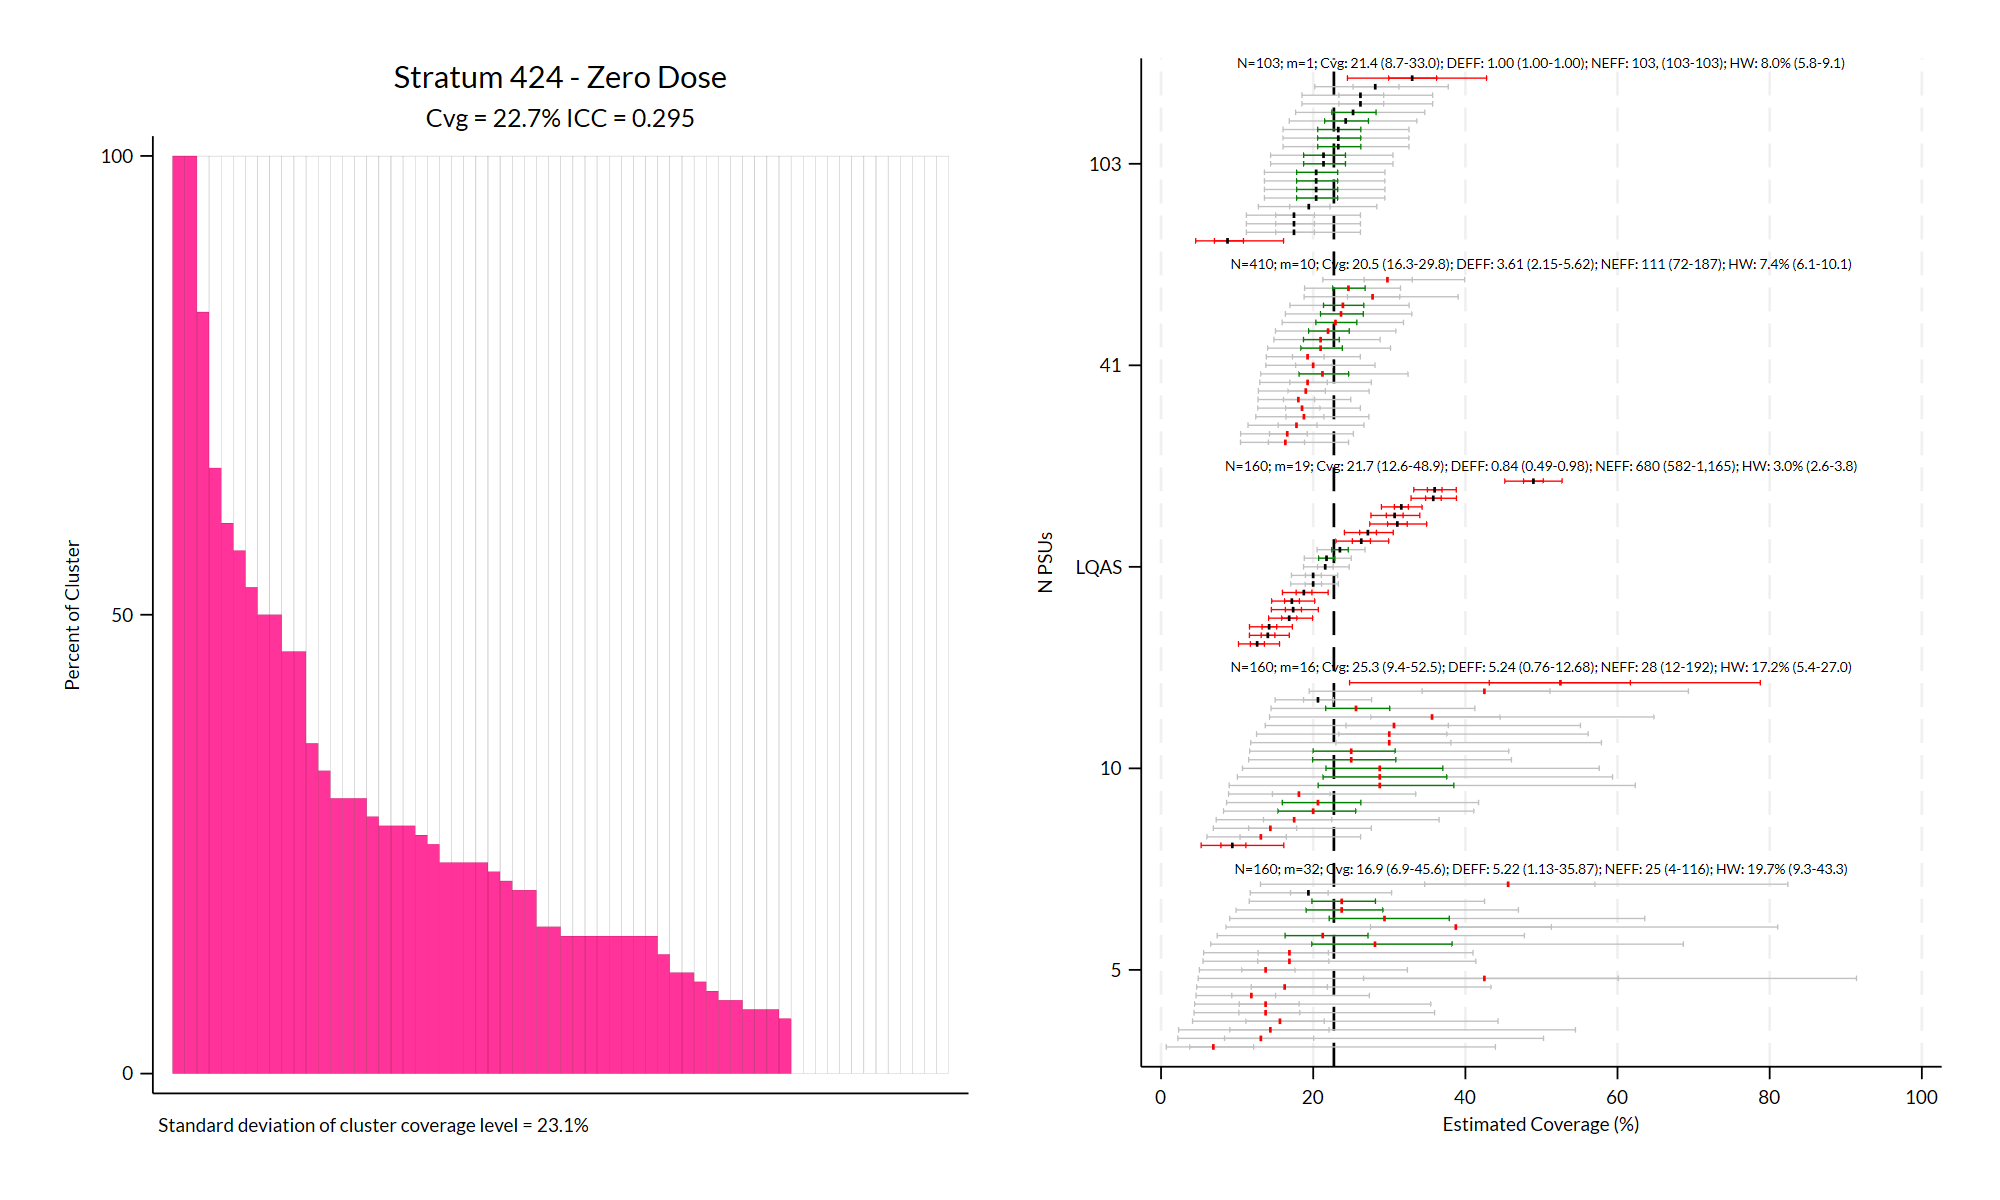 Stratum 424 - Zero Dose
Cvg = 22.7% ICC = 0.295
Percent of Cluster
100
50
0
Standard deviation of cluster coverage level = 23.1%
N PSUs
103
41
LQAS
10
5
N=103; m=1; Cvg: 21.4 (8.7-33.0); DEFF: 1.00 (1.00-1.00); NEFF: 103, (103-103); HW: 8.0% (5.8-9.1)
N=410; m=10; Cvg: 20.5 (16.3-29.8); DEFF: 3.61 (2.15-5.62); NEFF: 111 (72-187); HW: 7.4% (6.1-10.1)
N=160; m=19; Cvg: 21.7 (12.6-48.9); DEFF: 0.84 (0.49-0.98); NEFF: 680 (582-1,165); HW: 3.0% (2.6-3.8)
N=160; m=16; Cvg: 25.3 (9.4-52.5); DEFF: 5.24 (0.76-12.68); NEFF: 28 (12-192); HW: 17.2% (5.4-27.0)
N=160; m=32; Cvg: 16.9 (6.9-45.6); DEFF: 5.22 (1.13-35.87); NEFF: 25 (4-116); HW: 19.7% (9.3-43.3)
0 20 40 60 80 100
Estimated Coverage (%)